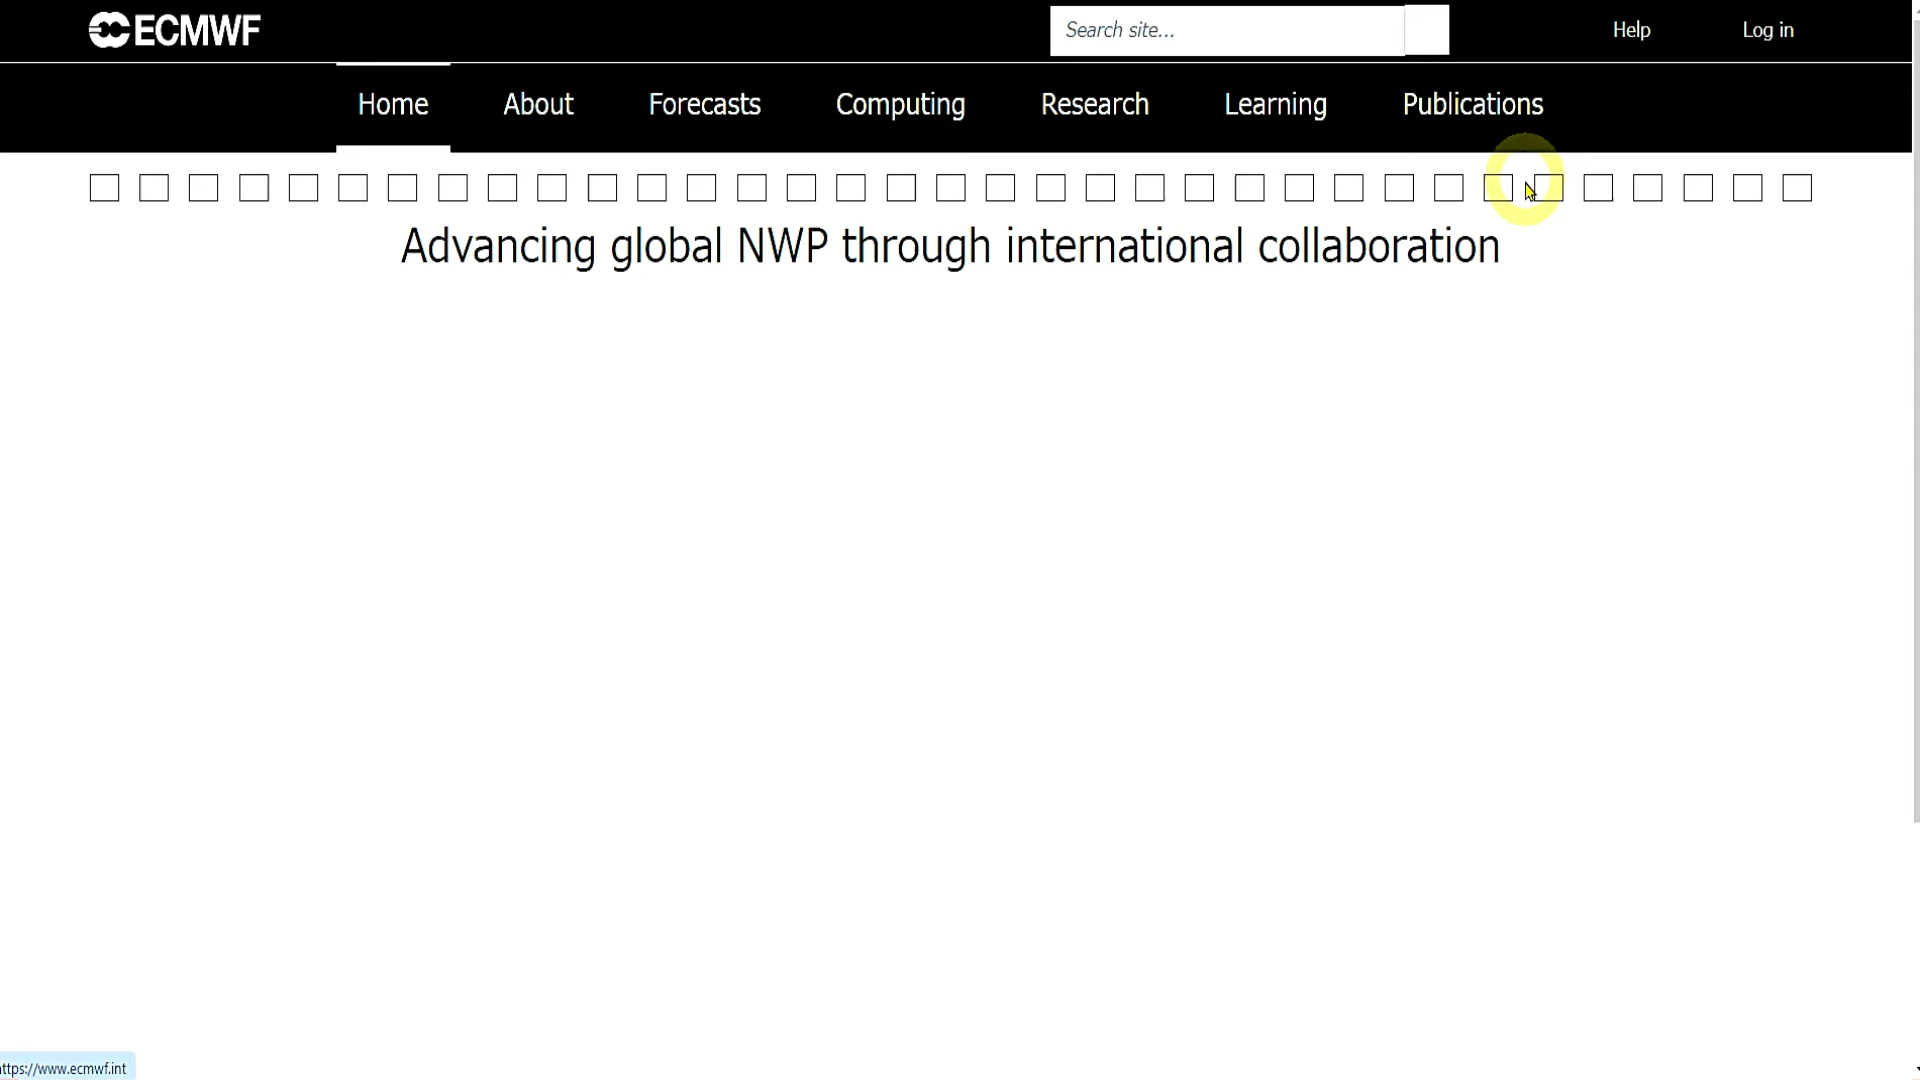 ECMWF
Search site...
Help
Log in
Home
About
Forecasts
Computing
Research
Learning
Publications
Advancing global NWP through international collaboration
ttps://www.ecmwf.int